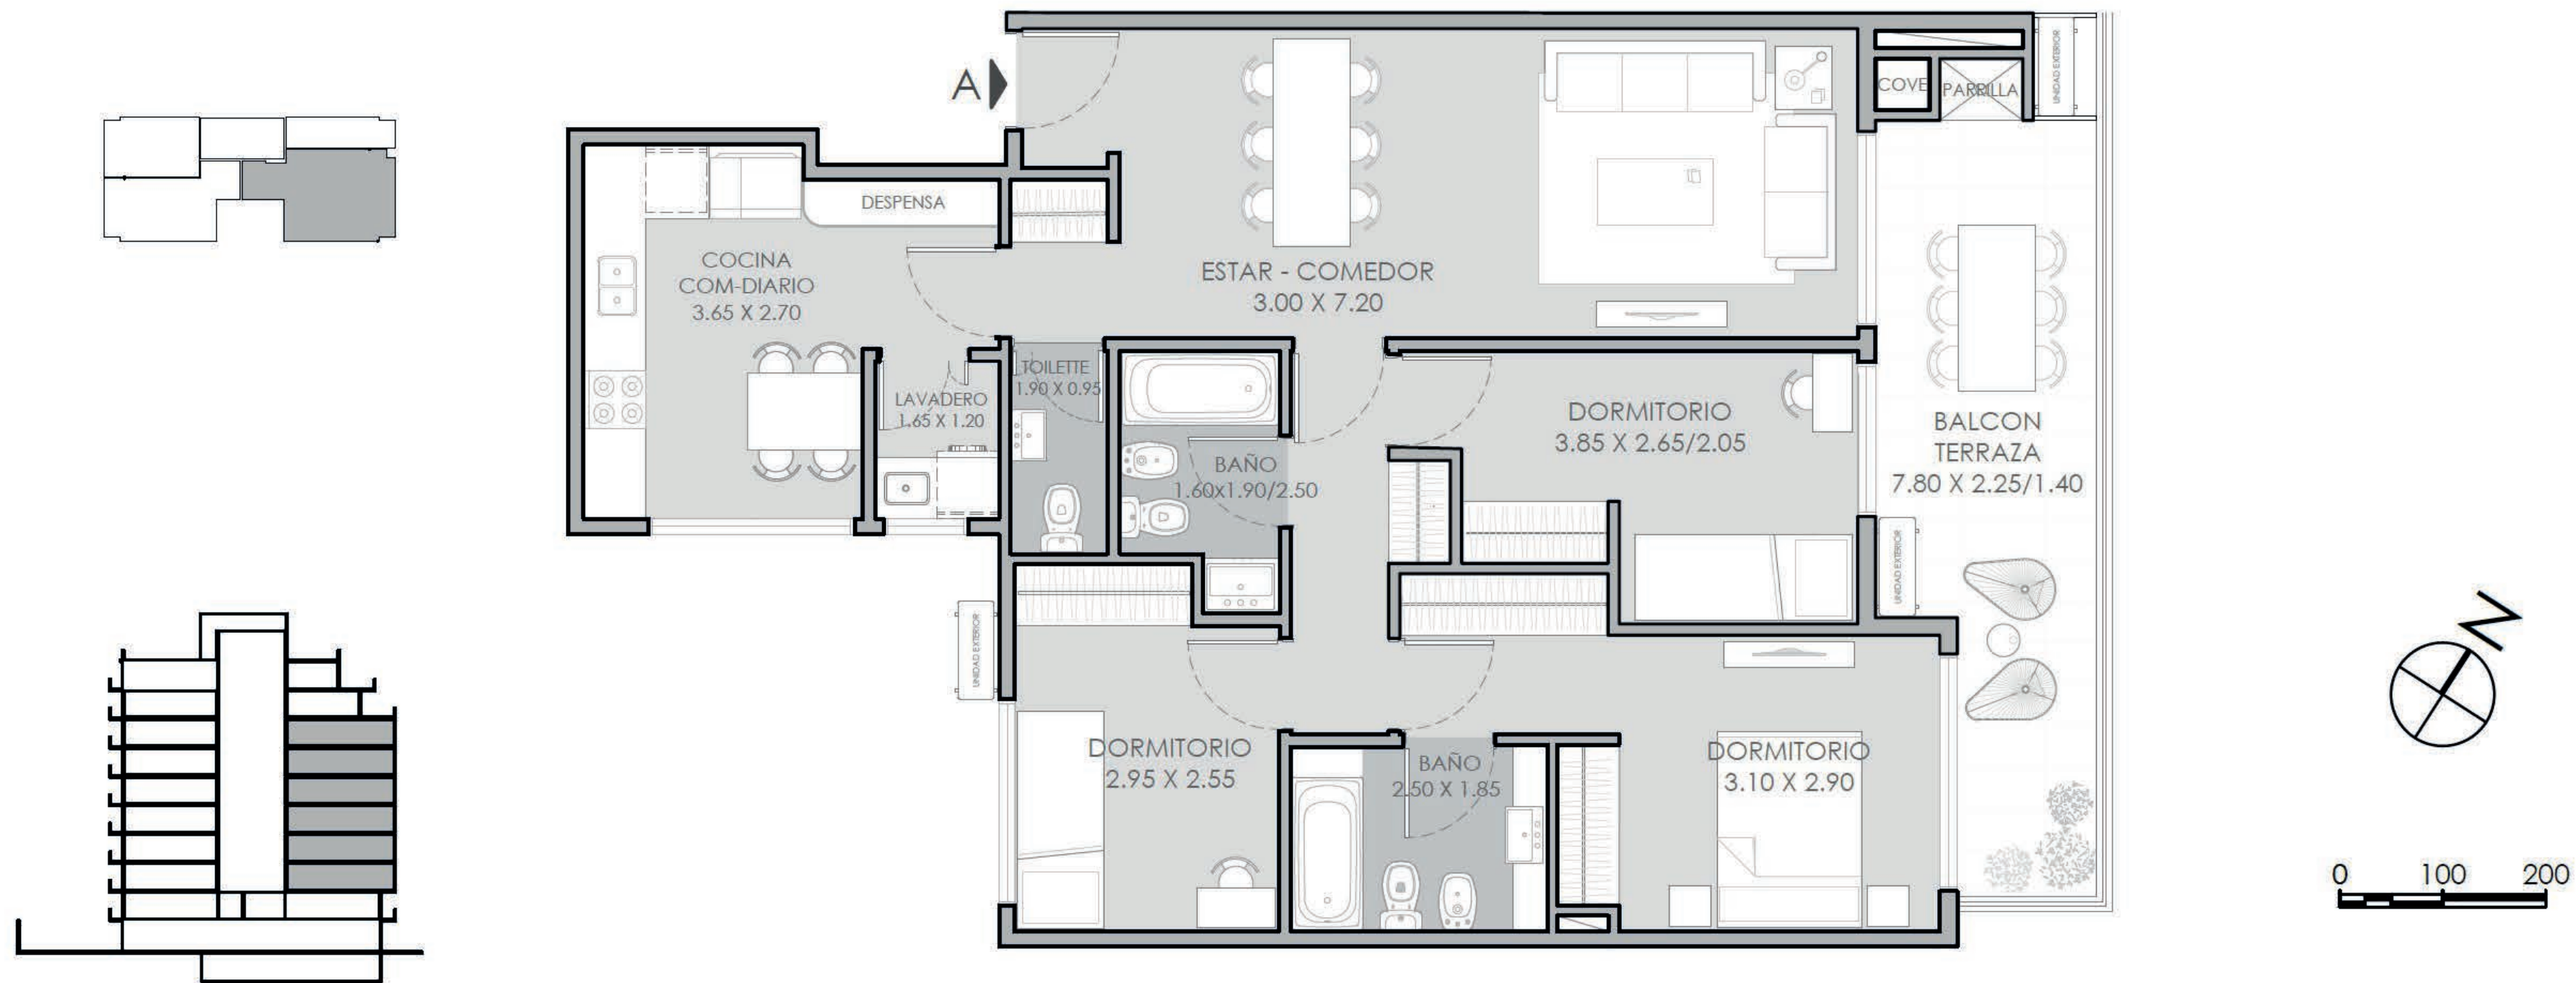 A
COVE
PARRILLA
UNIDAD EXTERIOR
DESPENSA
COCINA
COM-DIARIO
3.65 X 2.70
ESTAR - COMEDOR
3.00 X 7.20
TOILETTE
1.90 X 0.95
LAVADERO
1.65 X 1.20
BAÑO
1.60x1.90/2.50
DORMITORIO
3.85 X 2.65/2.05
BALCON
TERRAZA
7.80 X 2.25/1.40
UNIDAD EXTERIOR
UNIDAD EXTERIOR
DORMITORIO
2.95 X 2.55
BAÑO
2.50 X 1.85
DORMITORIO
3.10 X 2.90
N
0 100 200